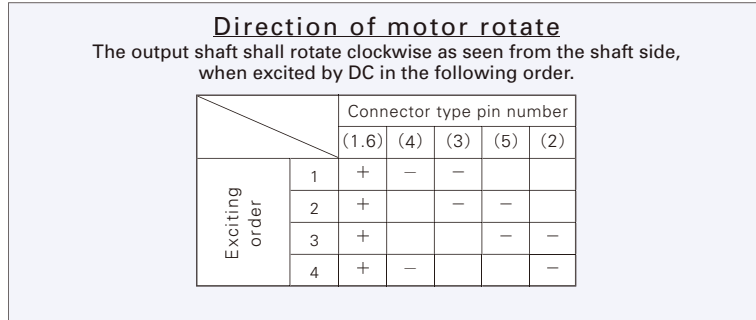 Direction of motor rotate
The output shaft shall rotate clockwise as seen from the shaft side,
when excited by DC in the following order.
Connector type pin number
(1.6) (4) (3) (5) (2)
Exciting
order
1 + − −
2 + − −
3 + − −
4 + − −